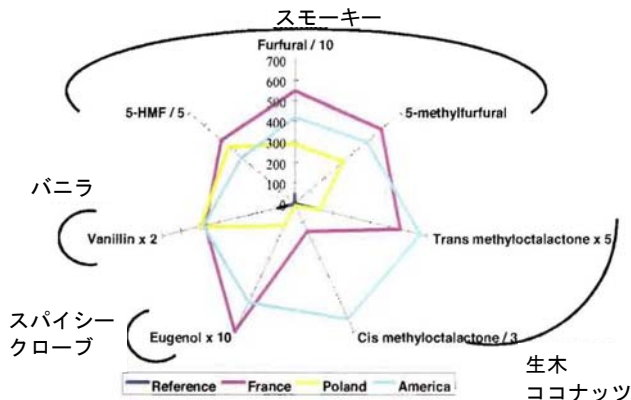 スモーキー
Furfural / 10
700
600
500
400
300
200
100
0
5-HMF / 5
5-methylfurfural
バニラ
Vanillin x 2
Trans methyloctalactone x 5
スパイシー
クローブ
Eugenol x 10
Cis methyloctalactone / 3
生木
ココナッツ
Reference France Poland America